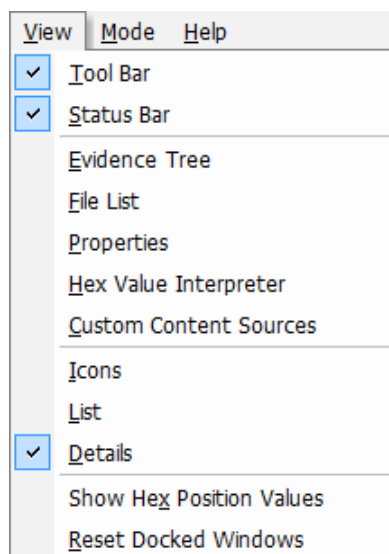 View Mode Help
Tool Bar
Status Bar
Evidence Tree
File List
Properties
Hex Value Interpreter
Custom Content Sources
Icons
List
Details
Show Hex Position Values
Reset Docked Windows